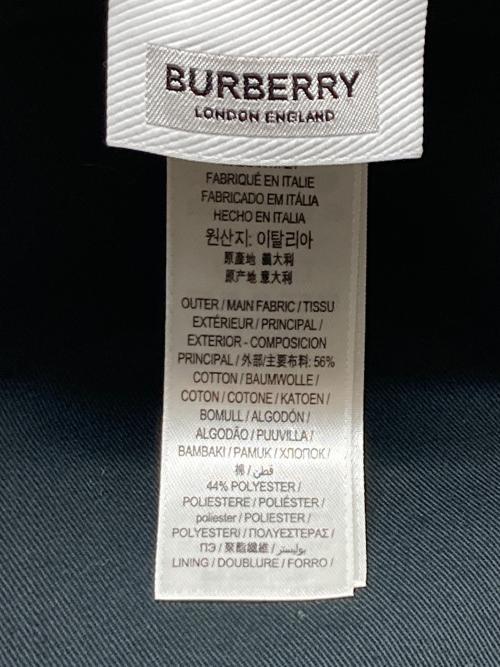 BURBERRY
LONDON ENGLAND
FABRIQUÉ EN ITALIE
FABRICADO EM ITÁLIA
HECHO EN ITALIA
원산지: 이탈리아
原產地 義大利
原产地 意大利
OUTER / MAIN FABRIC / TISSU
EXTÉRIEUR / PRINCIPAL /
EXTERIOR - COMPOSICION
PRINCIPAL / 外部/主要布料: 56%
COTTON / BAUMWOLLE /
COTON / COTONE / KATOEN /
BOMULL / ALGODÓN /
ALGODÃO / PUUVILLA /
BAMBAKI / PAMUK / ХЛОПОК /
棉 / قطن /
44% POLYESTER /
POLIESTERE / POLIÉSTER /
poliester / POLIESTER /
POLYESTERI / ΠΟΛΥΕΣΤΕΡΑΣ /
ПЭ / 聚酯纖維 / بوليستر /
LINING / DOUBLURE / FORRO /